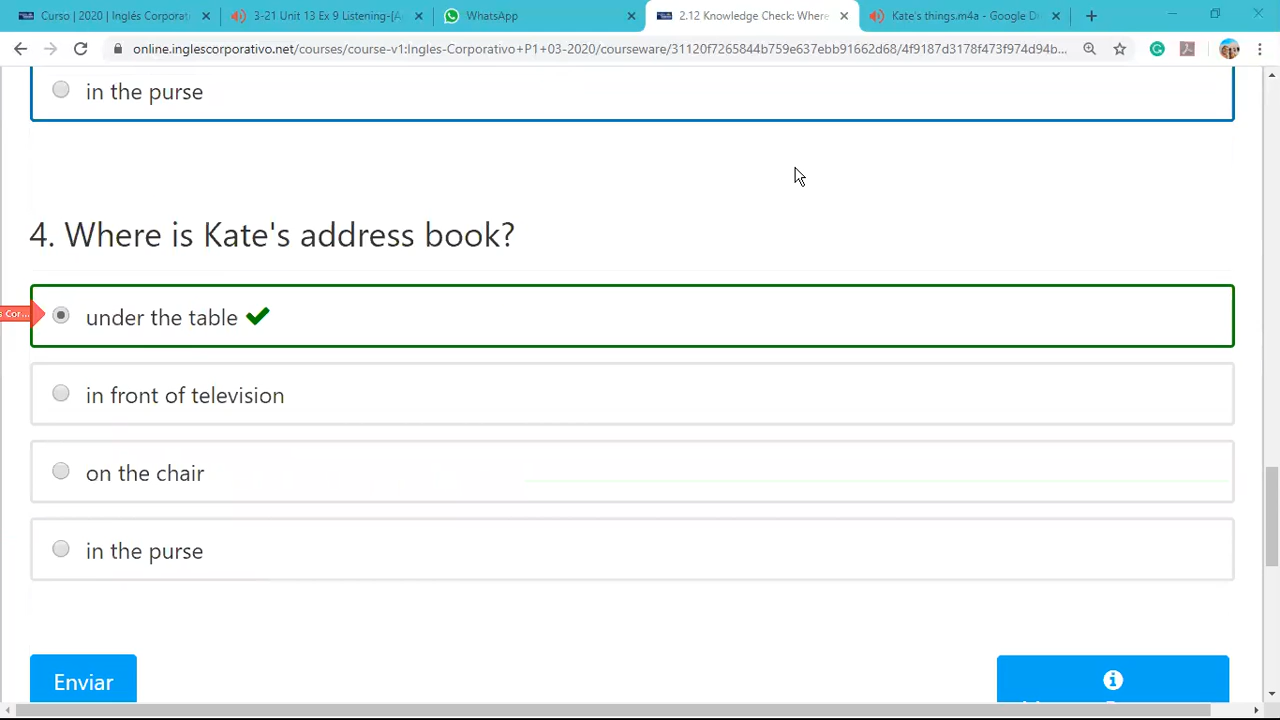 Curso | 2020 | Inglés Corporati
3-21 Unit 13 Ex 9 Listening-[A
WhatsApp
2.12 Knowledge Check: Where
Kate's things.m4a - Google D
online.inglescorporativo.net/courses/course-v1:Ingles-Corporativo+P1+03-2020/courseware/31120f7265844b759e637ebb91662d68/4f9187d3178f473f974d94b...
in the purse
4. Where is Kate's address book?
s Cor...
under the table
in front of television
on the chair
in the purse
Enviar